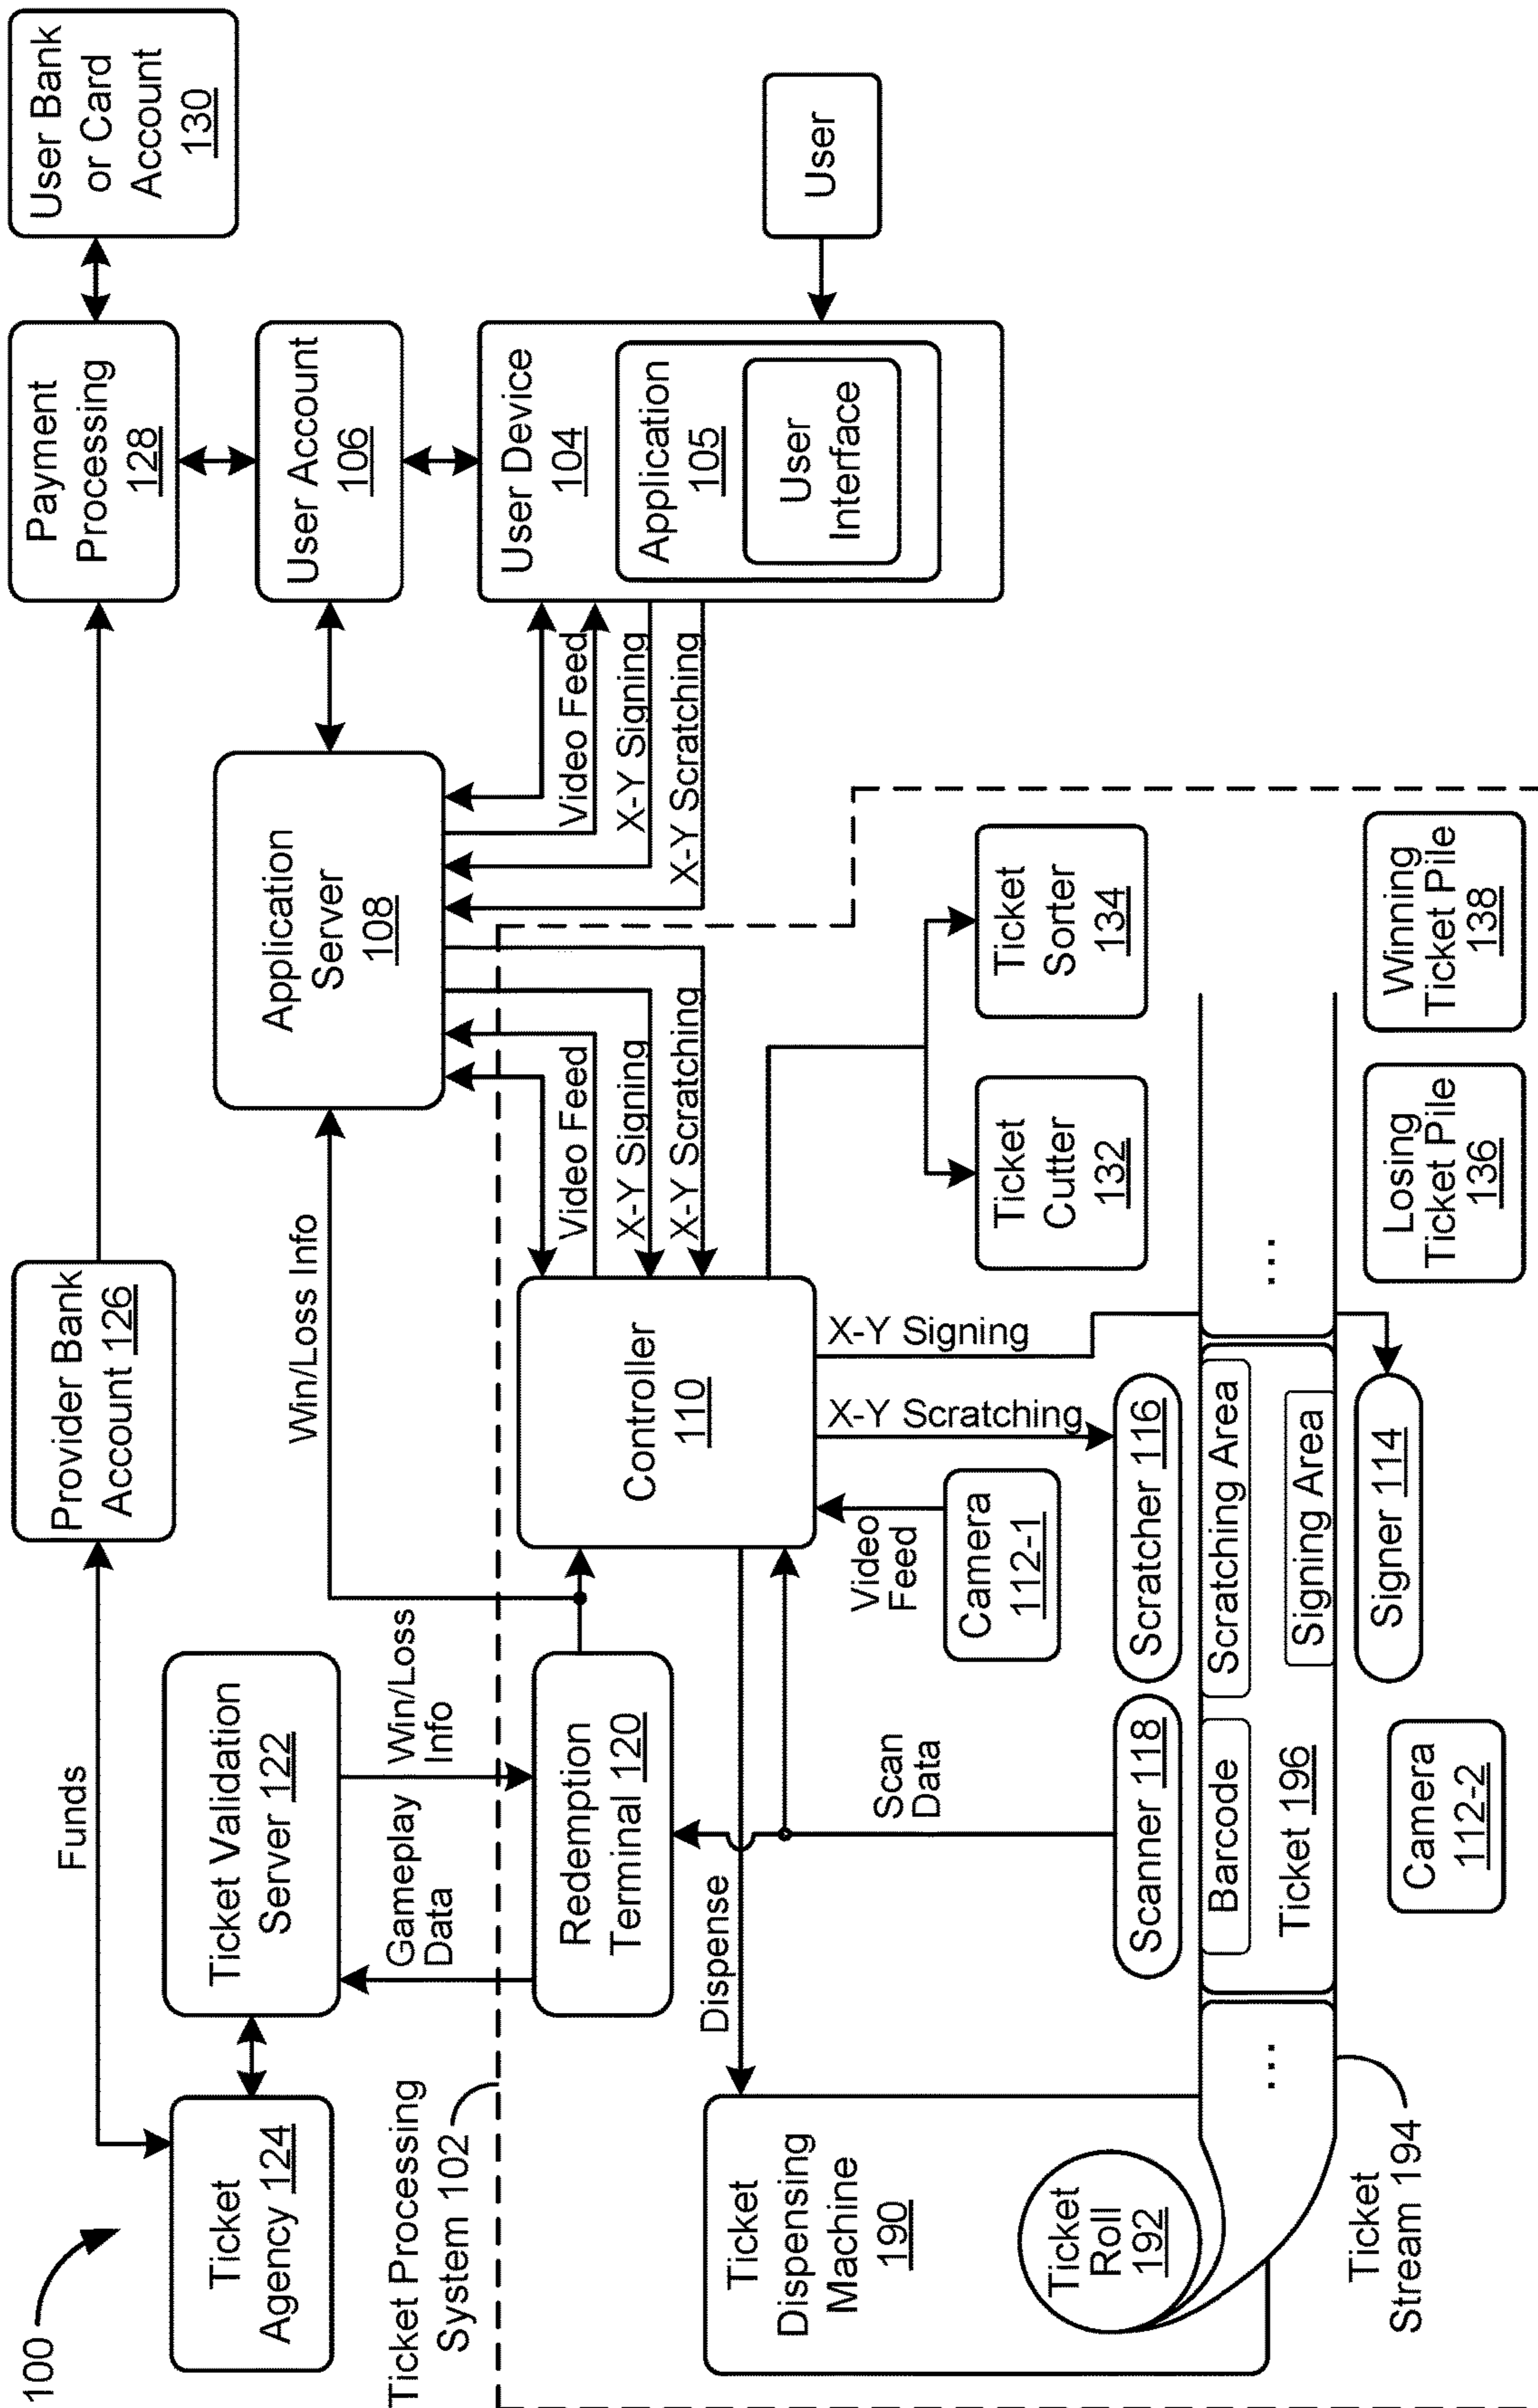 100
Ticket
Agency 124
Funds
Provider Bank
Account 126
Payment
Processing
128
User Bank
or Card
Account
130
Ticket Validation
Server 122
Win/Loss Info
Application
Server
108
User Account
106
Gameplay
Data
Win/Loss
Info
Ticket Processing
System 102
Redemption
Terminal 120
Video Feed
X-Y Signing
X-Y Scratching
Video Feed
X-Y Signing
X-Y Scratching
User Device
104
Application
105
User
Interface
User
Controller
110
Dispense
Scan
Data
Video
Feed
X-Y Scratching
X-Y Signing
Camera
112-1
Ticket
Dispensing
Machine
190
Ticket
Roll
192
Ticket
Cutter
132
Ticket
Sorter
134
Scanner 118
Scratcher 116
Barcode
Scratching Area
Ticket 196
Signing Area
...
...
Ticket
Stream 194
Camera
112-2
Signer 114
Losing
Ticket Pile
136
Winning
Ticket Pile
138